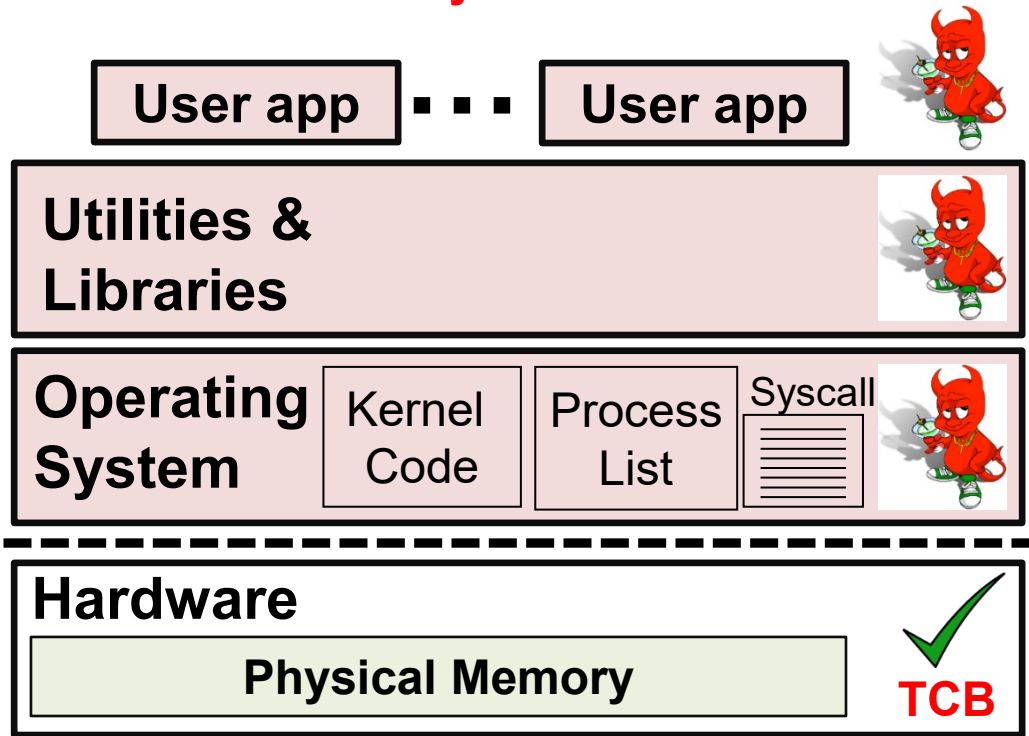 User app ... User app
Utilities &
Libraries
Operating
System
Kernel
Code
Process
List
Syscall
Hardware
Physical Memory
TCB